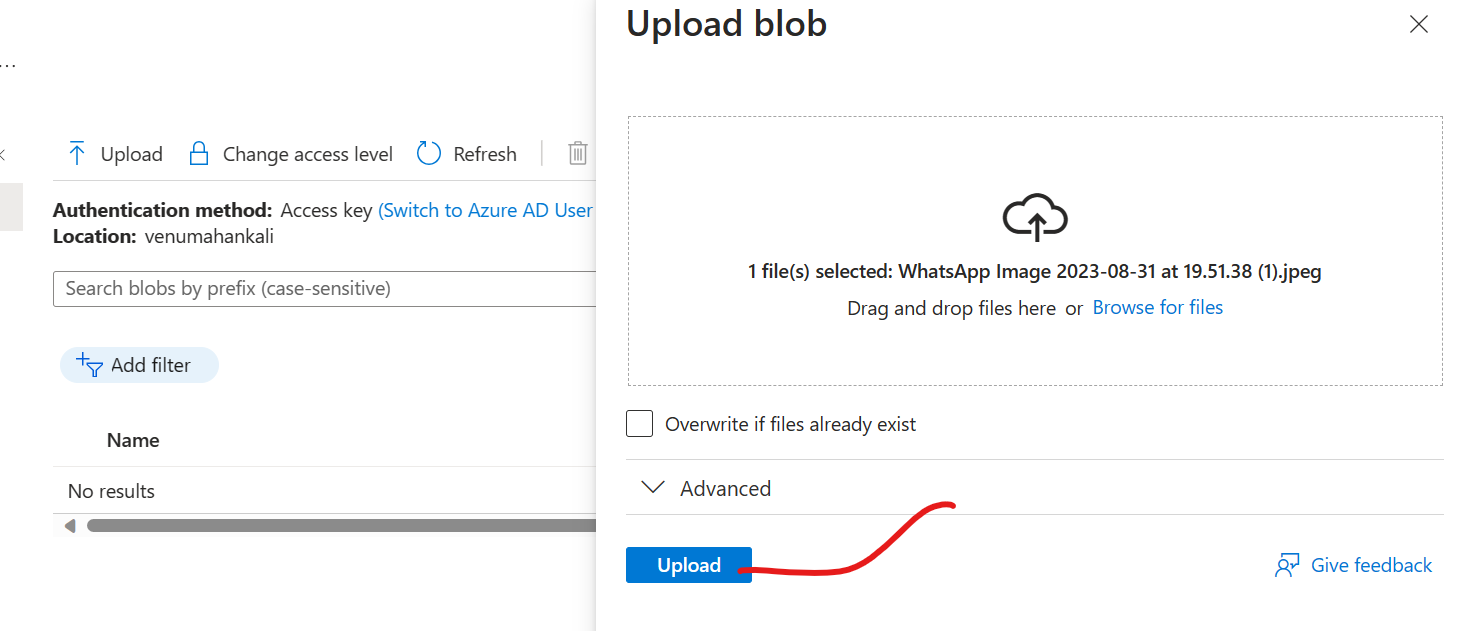 Upload blob
...
Upload
Change access level
Refresh
Authentication method: Access key (Switch to Azure AD User
Location: venumahankali
Search blobs by prefix (case-sensitive)
Add filter
Name
No results
1 file(s) selected: WhatsApp Image 2023-08-31 at 19.51.38 (1).jpeg
Drag and drop files here or Browse for files
Overwrite if files already exist
Advanced
Upload
Give feedback